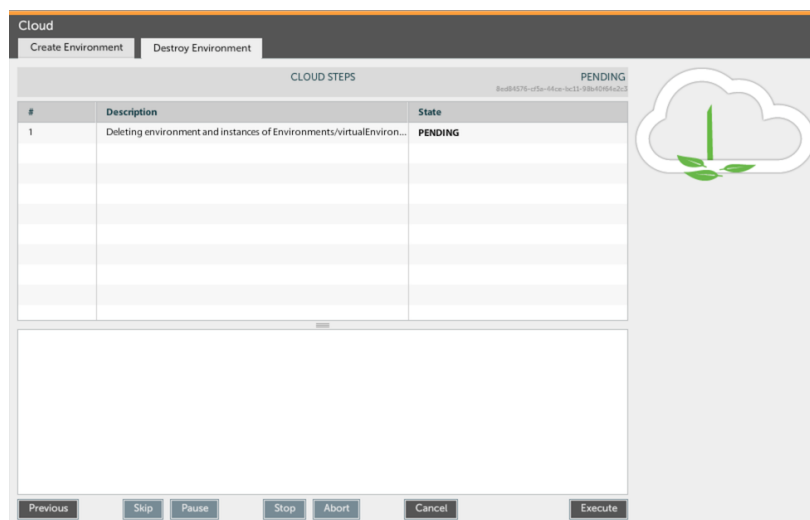 Cloud
Create Environment Destroy Environment
CLOUD STEPS PENDING
# Description State
1 Deleting environment and instances of Environments/virtualEnviron... PENDING
Previous Skip Pause Stop Abort Cancel Execute